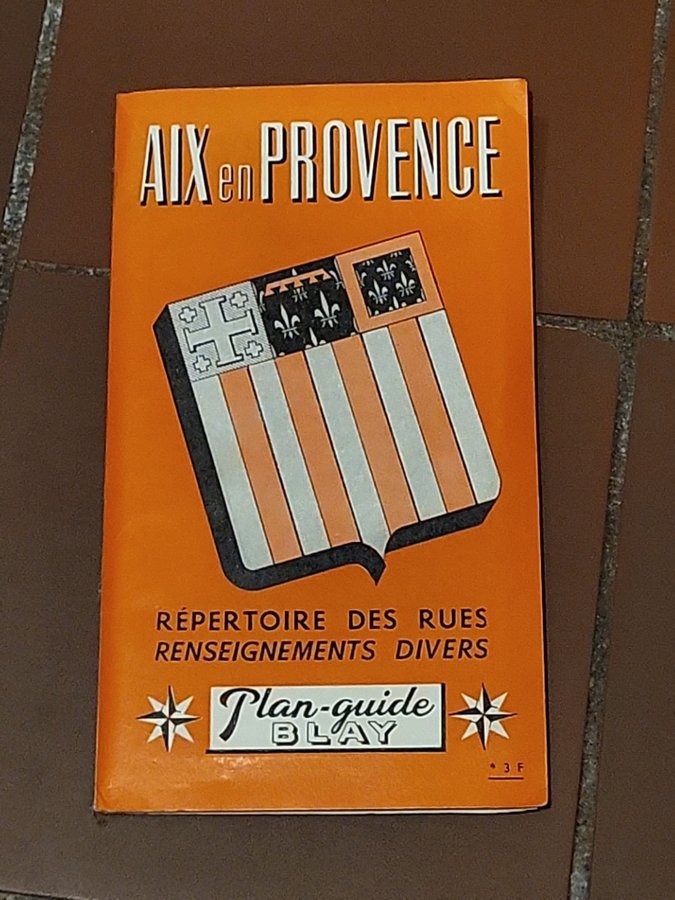 AIX en PROVENCE
RÉPERTOIRE DES RUES
RENSEIGNEMENTS DIVERS
Plan-guide
BLAY
* 3 F